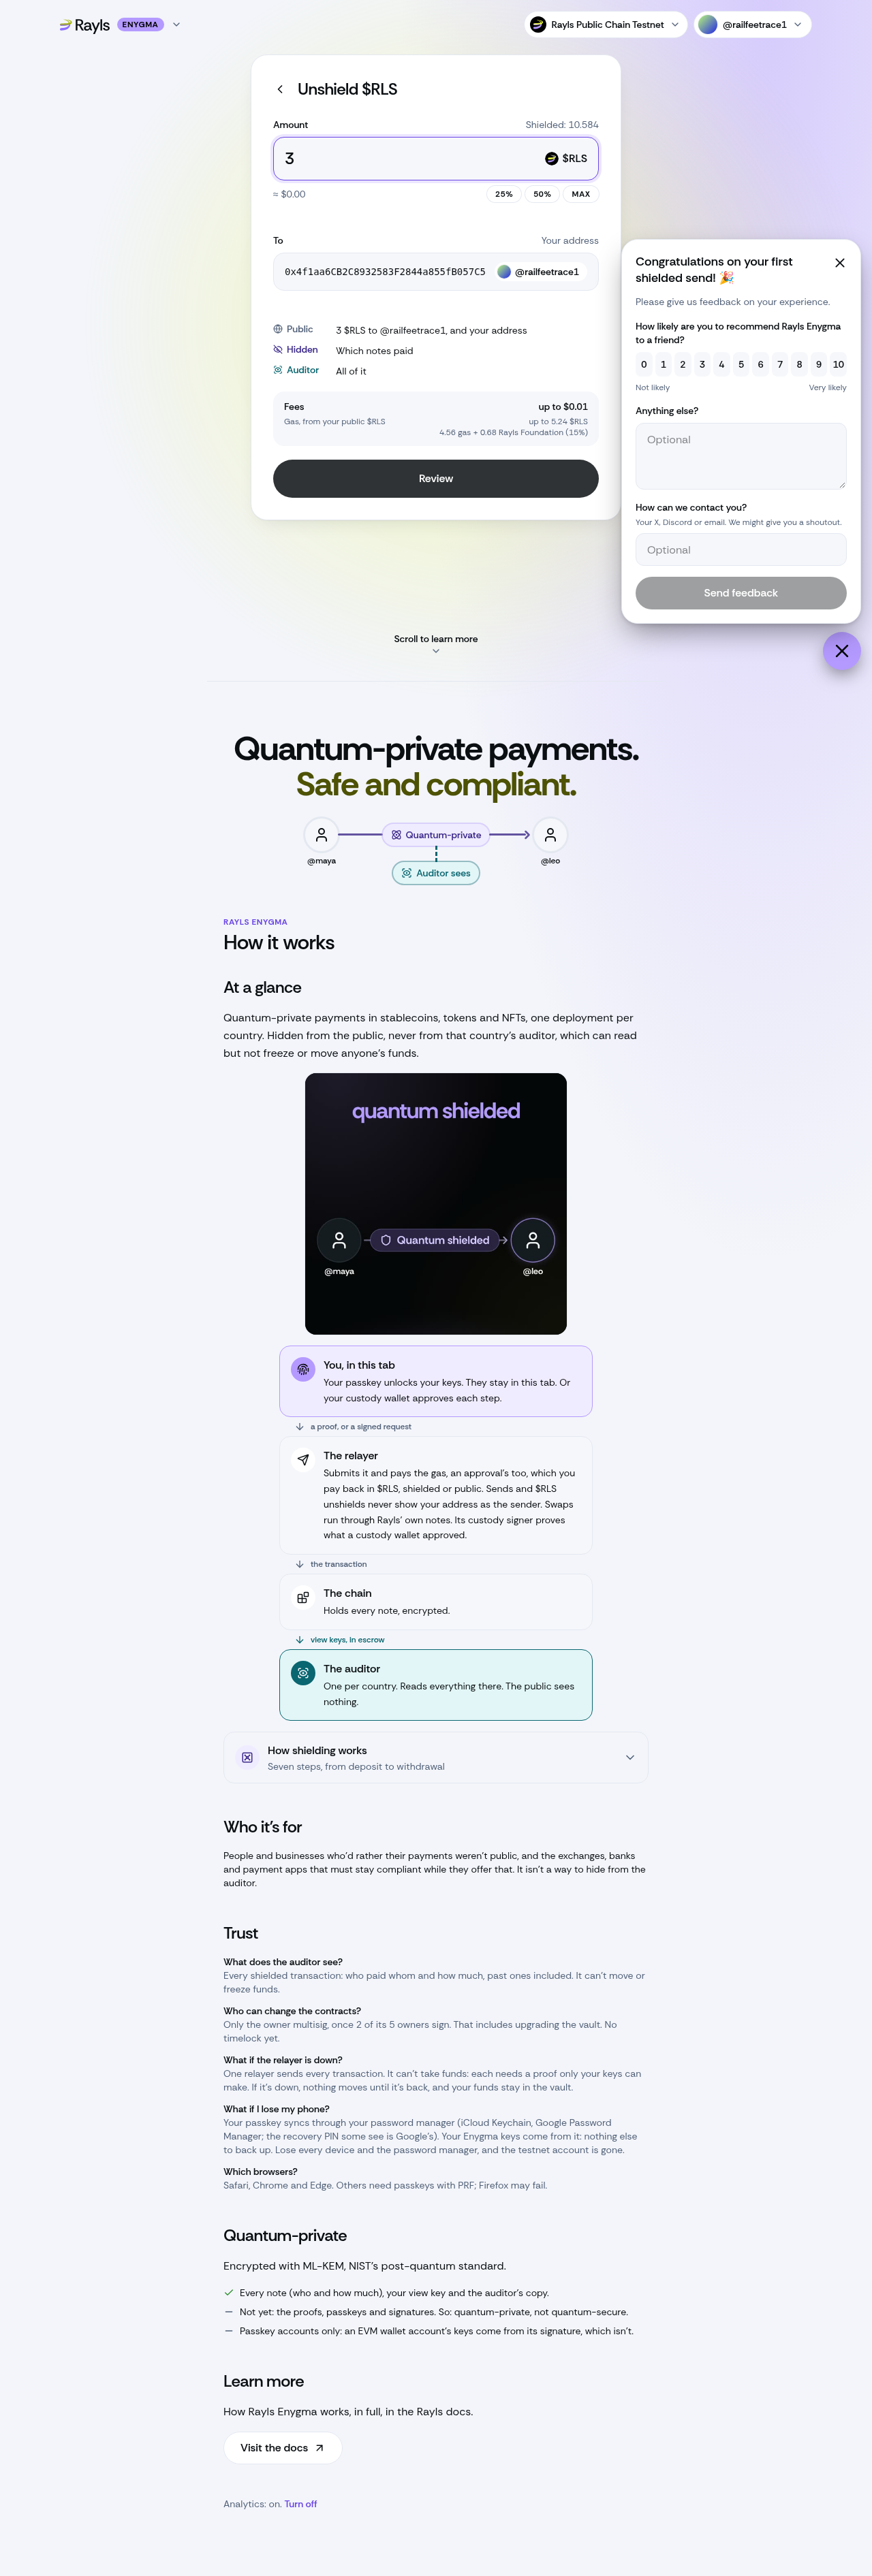 Rayls ENYGMA
Rayls Public Chain Testnet
@railfeetrace1
Unshield $RLS
Amount
Shielded: 10.584
3
$RLS
≈ $0.00
25%
50%
MAX
To
Your address
0x4f1aa6CB2C8932583F2844a855fB057C5
@railfeetrace1
Public
3 $RLS to @railfeetrace1, and your address
Hidden
Which notes paid
Auditor
All of it
Fees
up to $0.01
Gas, from your public $RLS
up to 5.24 $RLS
4.56 gas + 0.68 Rayls Foundation (15%)
Review
Congratulations on your first
shielded send! 🎉
Please give us feedback on your experience.
How likely are you to recommend Rayls Enygma
to a friend?
0 1 2 3 4 5 6 7 8 9 10
Not likely
Very likely
Anything else?
Optional
How can we contact you?
Your X, Discord or email. We might give you a shoutout.
Optional
Send feedback
Scroll to learn more
Quantum-private payments.
Safe and compliant.
Quantum-private
@maya
@leo
Auditor sees
RAYLS ENYGMA
How it works
At a glance
Quantum-private payments in stablecoins, tokens and NFTs, one deployment per
country. Hidden from the public, never from that country's auditor, which can read
but not freeze or move anyone's funds.
quantum shielded
Quantum shielded
@maya
@leo
You, in this tab
Your passkey unlocks your keys. They stay in this tab. Or
your custody wallet approves each step.
a proof, or a signed request
The relayer
Submits it and pays the gas, an approval's too, which you
pay back in $RLS, shielded or public. Sends and $RLS
unshields never show your address as the sender. Swaps
run through Rayls' own notes. Its custody signer proves
what a custody wallet approved.
the transaction
The chain
Holds every note, encrypted.
view keys, in escrow
The auditor
One per country. Reads everything there. The public sees
nothing.
How shielding works
Seven steps, from deposit to withdrawal
Who it's for
People and businesses who'd rather their payments weren't public, and the exchanges, banks
and payment apps that must stay compliant while they offer that. It isn't a way to hide from the
auditor.
Trust
What does the auditor see?
Every shielded transaction: who paid whom and how much, past ones included. It can't move or
freeze funds.
Who can change the contracts?
Only the owner multisig, once 2 of its 5 owners sign. That includes upgrading the vault. No
timelock yet.
What if the relayer is down?
One relayer sends every transaction. It can't take funds: each needs a proof only your keys can
make. If it's down, nothing moves until it's back, and your funds stay in the vault.
What if I lose my phone?
Your passkey syncs through your password manager (iCloud Keychain, Google Password
Manager; the recovery PIN some see is Google's). Your Enygma keys come from it: nothing else
to back up. Lose every device and the password manager, and the testnet account is gone.
Which browsers?
Safari, Chrome and Edge. Others need passkeys with PRF; Firefox may fail.
Quantum-private
Encrypted with ML-KEM, NIST's post-quantum standard.
Every note (who and how much), your view key and the auditor's copy.
Not yet: the proofs, passkeys and signatures. So: quantum-private, not quantum-secure.
Passkey accounts only: an EVM wallet account's keys come from its signature, which isn't.
Learn more
How Rayls Enygma works, in full, in the Rayls docs.
Visit the docs
Analytics: on. Turn off